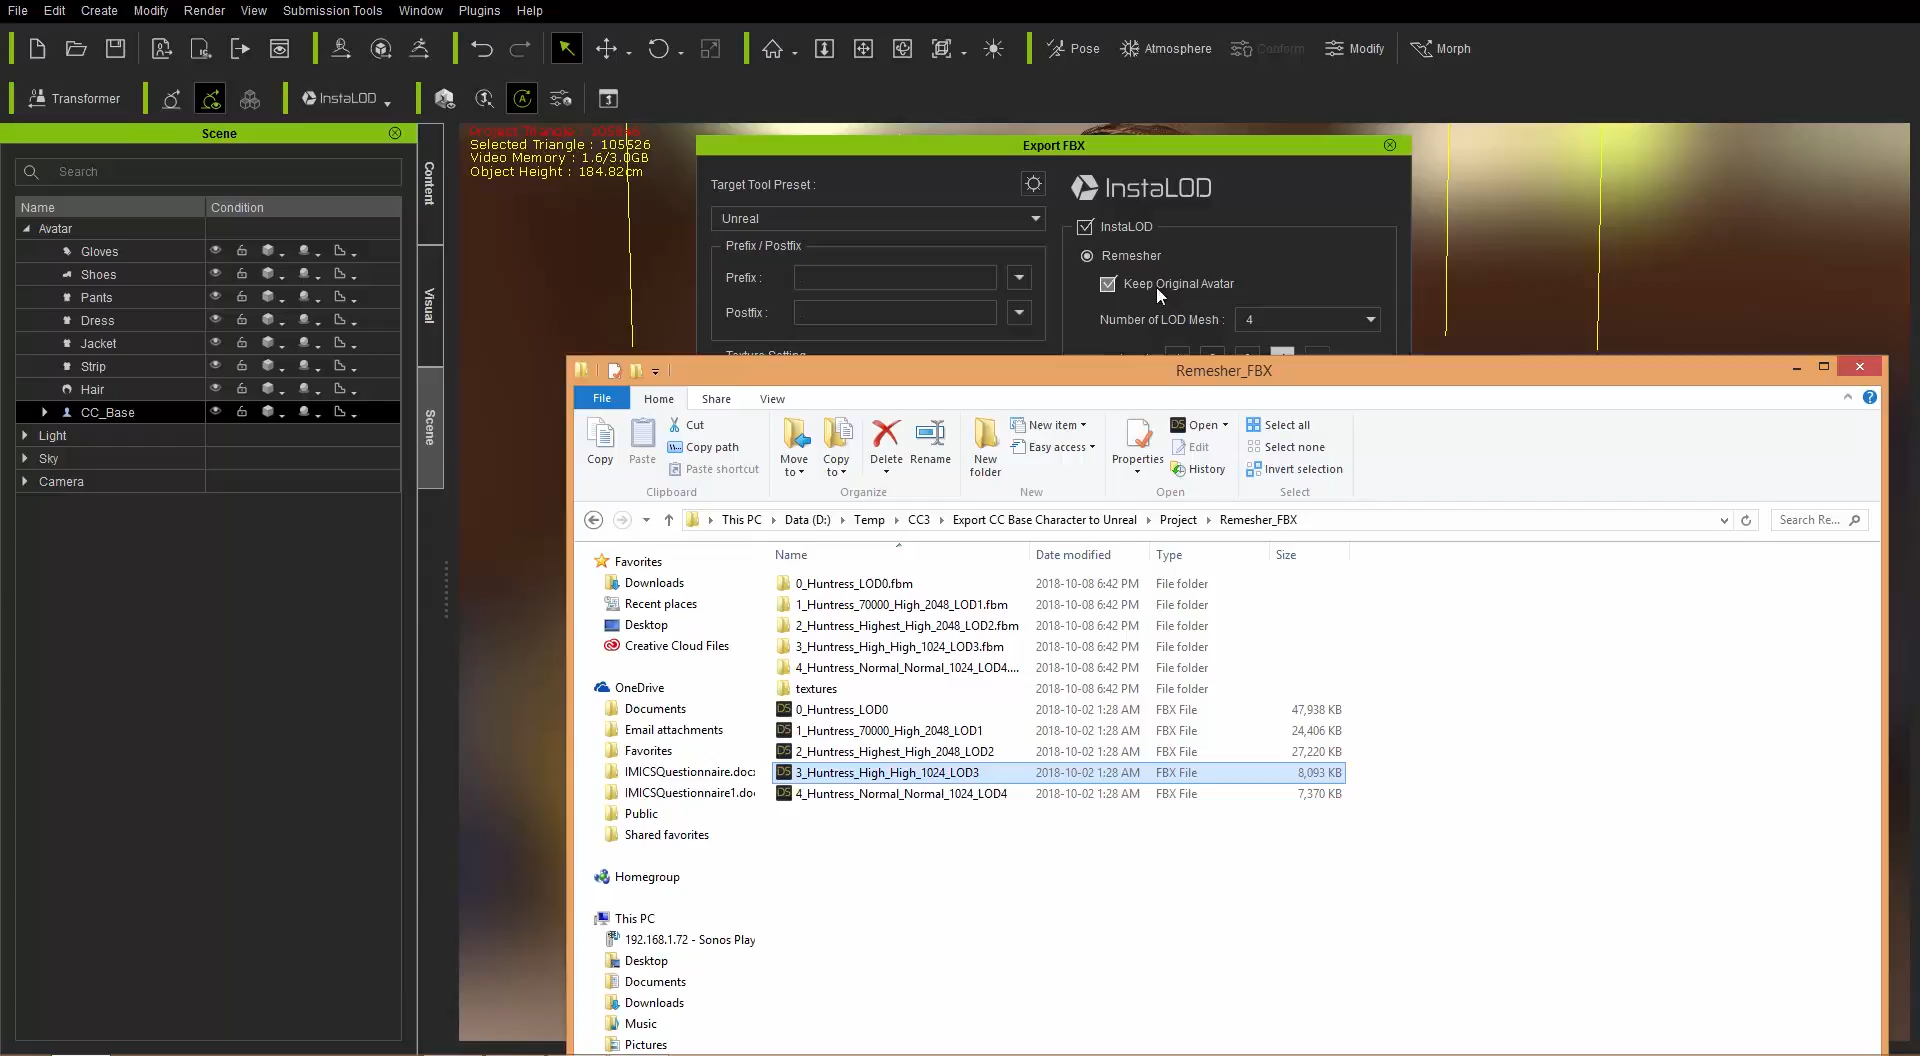 File Edit Create Modify Render View Submission Tools Window Plugins Help
Pose Atmosphere Conform Modify Morph
Transformer InstaLOD
Scene
Search
Name Condition
Avatar
Gloves
Shoes
Pants
Dress
Jacket
Strip
Hair
CC_Base
Light
Sky
Camera
Content
Visual
Scene
Project Triangle : 105526
Selected Triangle : 105526
Video Memory : 1.6/3.0GB
Object Height : 184.82cm
Export FBX
Target Tool Preset :
Unreal
Prefix / Postfix
Prefix :
Postfix :
Texture Setting
InstaLOD
InstaLOD
Remesher
Keep Original Avatar
Number of LOD Mesh : 4
Remesher_FBX
File Home Share View
Copy
Paste
Cut
Copy path
Paste shortcut
Clipboard
Move to
Copy to
Delete
Rename
Organize
New folder
New item
Easy access
New
Properties
Open
Edit
History
Open
Select all
Select none
Invert selection
Select
This PC Data (D:) Temp CC3 Export CC Base Character to Unreal Project Remesher_FBX
Search Re...
Name Date modified Type Size
0_Huntress_LOD0.fbm 2018-10-08 6:42 PM File folder
1_Huntress_70000_High_2048_LOD1.fbm 2018-10-08 6:42 PM File folder
2_Huntress_Highest_High_2048_LOD2.fbm 2018-10-08 6:42 PM File folder
3_Huntress_High_High_1024_LOD3.fbm 2018-10-08 6:42 PM File folder
4_Huntress_Normal_Normal_1024_LOD4.... 2018-10-08 6:42 PM File folder
textures 2018-10-08 6:42 PM File folder
0_Huntress_LOD0 2018-10-02 1:28 AM FBX File 47,938 KB
1_Huntress_70000_High_2048_LOD1 2018-10-02 1:28 AM FBX File 24,406 KB
2_Huntress_Highest_High_2048_LOD2 2018-10-02 1:28 AM FBX File 27,220 KB
3_Huntress_High_High_1024_LOD3 2018-10-02 1:28 AM FBX File 8,093 KB
4_Huntress_Normal_Normal_1024_LOD4 2018-10-02 1:28 AM FBX File 7,370 KB
Favorites
Downloads
Recent places
Desktop
Creative Cloud Files
OneDrive
Documents
Email attachments
Favorites
IMICSQuestionnaire.docx
IMICSQuestionnaire1.do
Public
Shared favorites
Homegroup
This PC
192.168.1.72 - Sonos Play
Desktop
Documents
Downloads
Music
Pictures